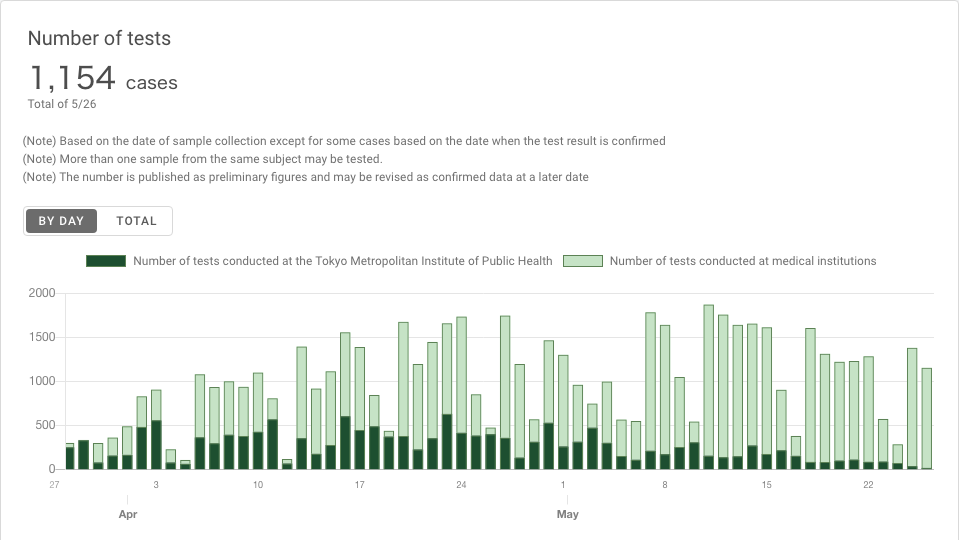 Number of tests
1,154 cases
Total of 5/26
(Note) Based on the date of sample collection except for some cases based on the date when the test result is confirmed
(Note) More than one sample from the same subject may be tested.
(Note) The number is published as preliminary figures and may be revised as confirmed data at a later date
BY DAY TOTAL
Number of tests conducted at the Tokyo Metropolitan Institute of Public Health Number of tests conducted at medical institutions
2000
1500
1000
500
0
27 3 10 17 24 1 8 15 22
Apr May